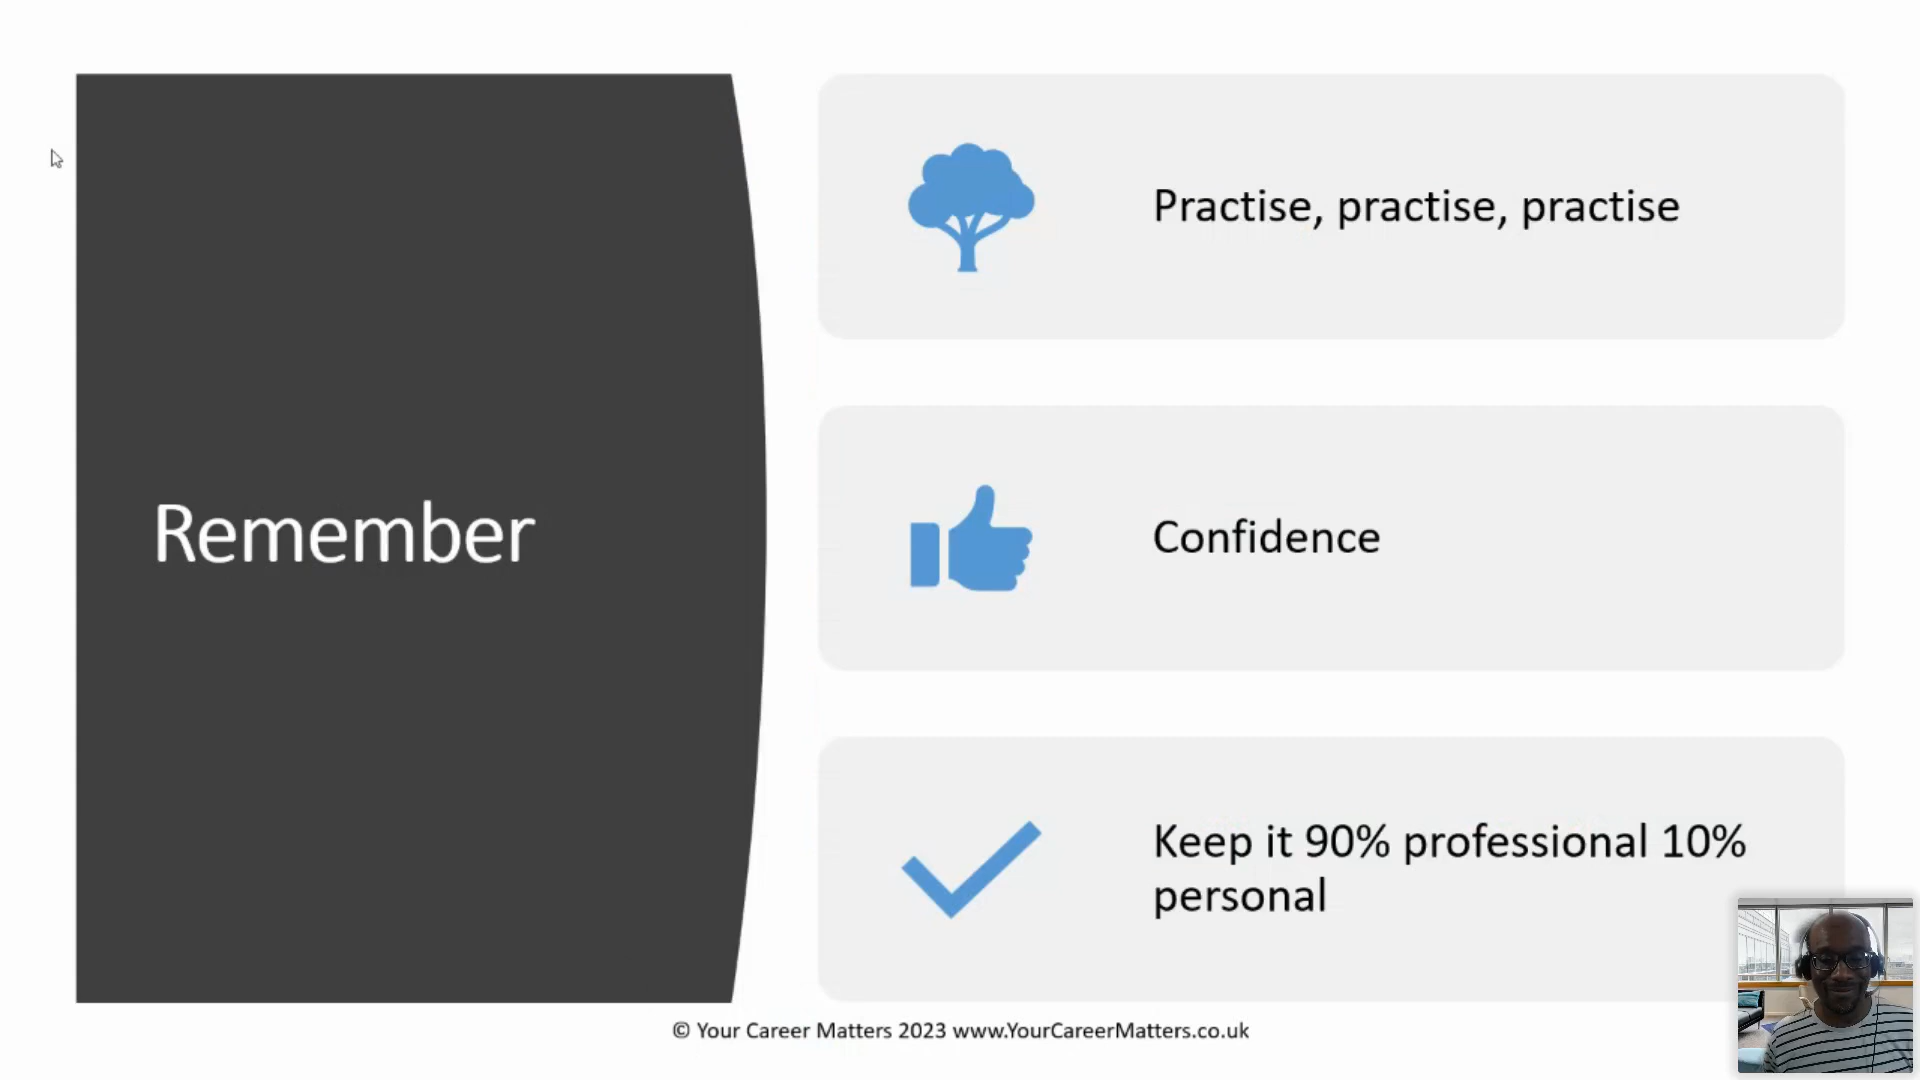 Remember
Practise, practise, practise
Confidence
Keep it 90% professional 10%
personal
© Your Career Matters 2023 www.YourCareerMatters.co.uk